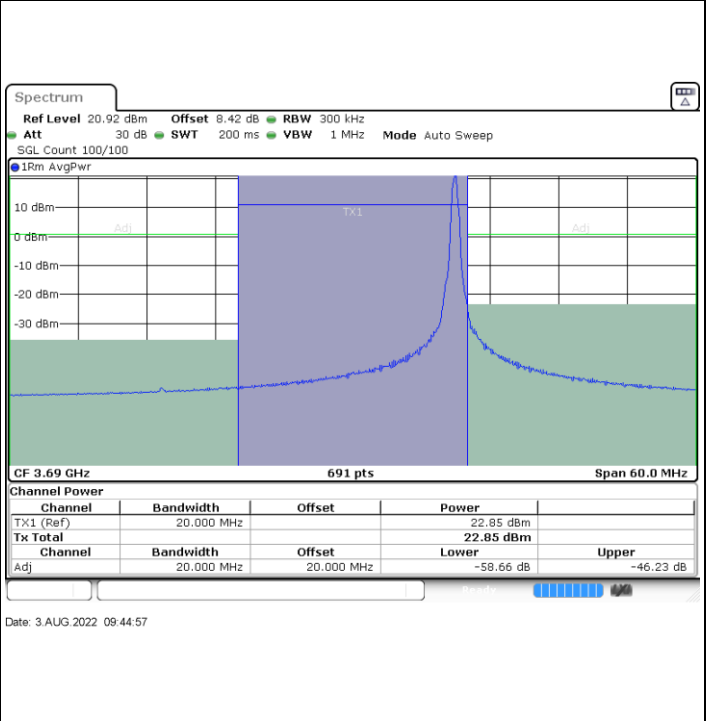 Spectrum
Ref Level 20.92 dBm Offset 8.42 dB RBW 300 kHz
Att 30 dB SWT 200 ms VBW 1 MHz Mode Auto Sweep
SGL Count 100/100
1Rm AvgPwr
10 dBm
TX1
Adj Adj
0 dBm
-10 dBm
-20 dBm
-30 dBm
CF 3.69 GHz 691 pts Span 60.0 MHz
Channel Power
Channel Bandwidth Offset Power
TX1 (Ref) 20.000 MHz 22.85 dBm
Tx Total 22.85 dBm
Channel Bandwidth Offset Lower Upper
Adj 20.000 MHz 20.000 MHz -58.66 dB -46.23 dB
Ready
Date: 3.AUG.2022 09:44:57